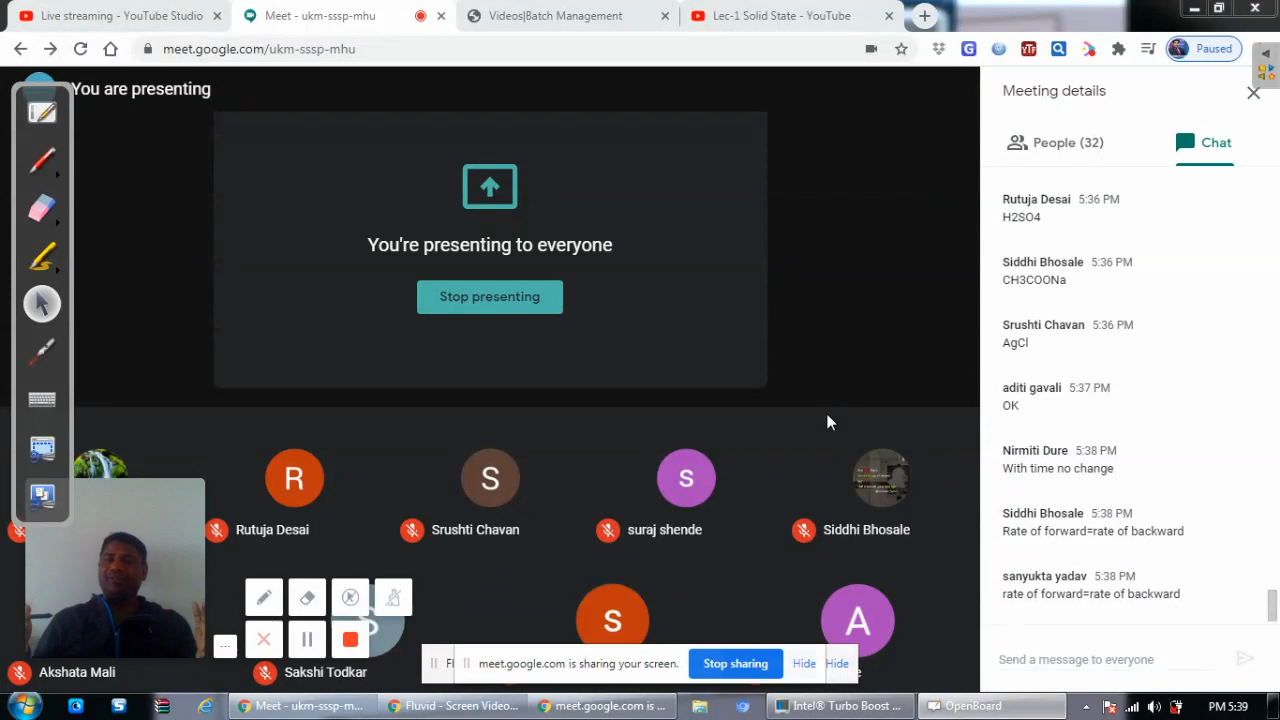 Live streaming - YouTube Studio
Meet - ukm-sssp-mhu
Videos|Batch Management
Lec-1 Solid State - YouTube
meet.google.com/ukm-sssp-mhu
Paused
You are presenting
You're presenting to everyone
Stop presenting
Meeting details
People (32)
Chat
Rutuja Desai 5:36 PM
H2SO4
Siddhi Bhosale 5:36 PM
CH3COONa
Srushti Chavan 5:36 PM
AgCl
aditi gavali 5:37 PM
OK
Nirmiti Dure 5:38 PM
With time no change
Siddhi Bhosale 5:38 PM
Rate of forward=rate of backward
sanyukta yadav 5:38 PM
rate of forward=rate of backward
Send a message to everyone
R
S
s
Rutuja Desai
Srushti Chavan
suraj shende
Siddhi Bhosale
S
s
A
Akshata Mali
Sakshi Todkar
meet.google.com is sharing your screen.
Stop sharing
Hide
Hide
Meet - ukm-sssp-m...
Fluvid - Screen Video...
meet.google.com is ...
Intel® Turbo Boost ...
OpenBoard
PM 5:39